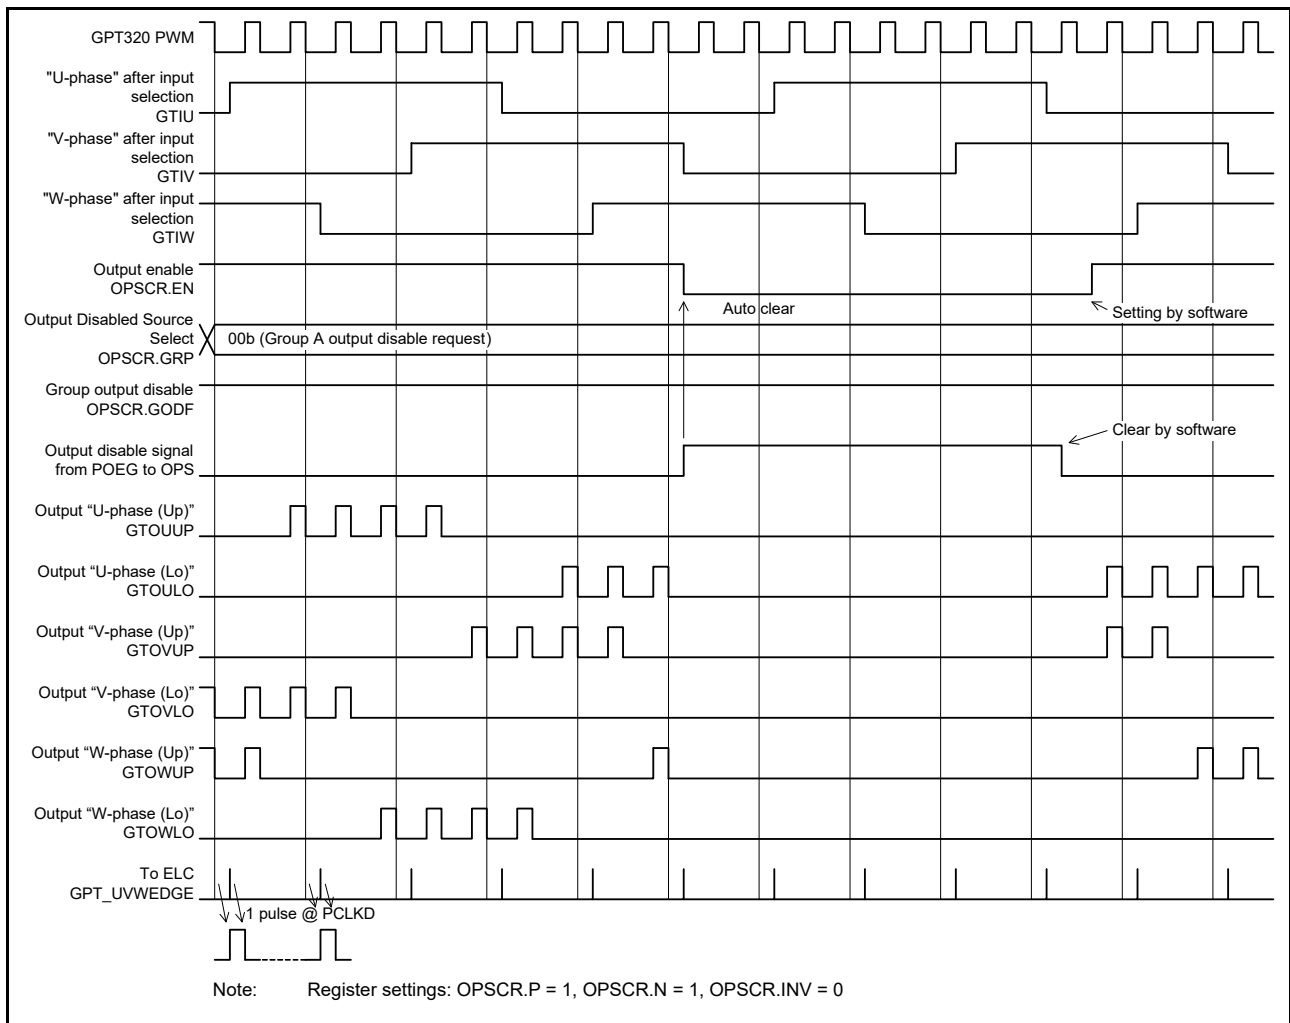 GPT320 PWM
"U-phase" after input
selection
GTIU
"V-phase" after input
selection
GTIV
"W-phase" after input
selection
GTIW
Output enable
OPSCR.EN
Auto clear
Setting by software
Output Disabled Source
Select
OPSCR.GRP
00b (Group A output disable request)
Group output disable
OPSCR.GODF
Clear by software
Output disable signal
from POEG to OPS
Output “U-phase (Up)”
GTOUUP
Output “U-phase (Lo)”
GTOULO
Output “V-phase (Up)”
GTOVUP
Output “V-phase (Lo)”
GTOVLO
Output “W-phase (Up)”
GTOWUP
Output “W-phase (Lo)”
GTOWLO
To ELC
GPT_UVWEDGE
1 pulse @ PCLKD
Note: Register settings: OPSCR.P = 1, OPSCR.N = 1, OPSCR.INV = 0